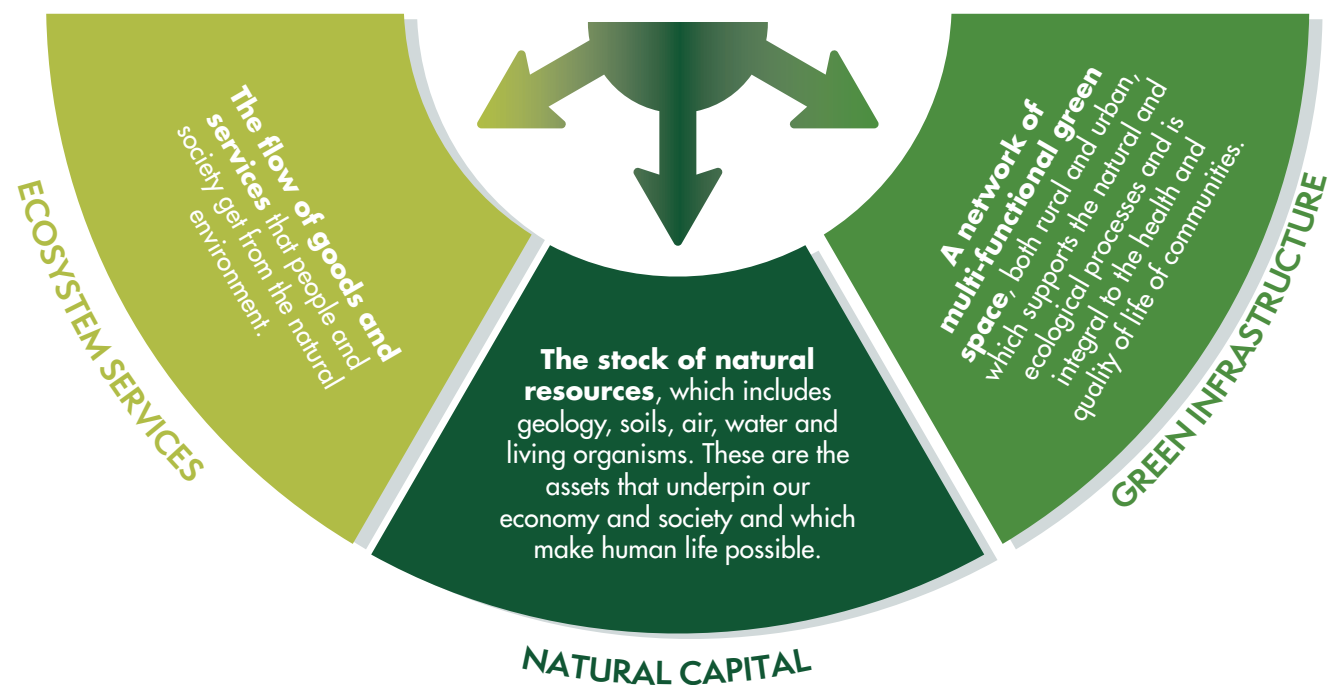 The flow of goods and
services that people and
society get from the natural
environment.
ECOSYSTEM SERVICES
The stock of natural
resources, which includes
geology, soils, air, water and
living organisms. These are the
assets that underpin our
economy and society and which
make human life possible.
NATURAL CAPITAL
A network of
multi-functional green
space, both rural and urban,
which supports the natural and
ecological processes and is
integral to the health and
quality of life of communities.
GREEN INFRASTRUCTURE